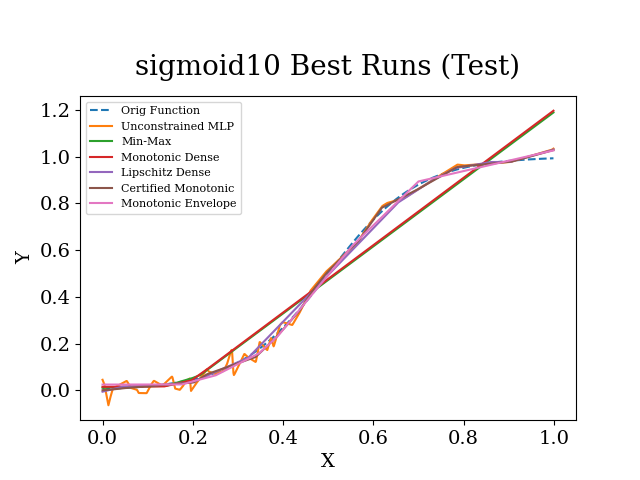 sigmoid10 Best Runs (Test)
Orig Function
Unconstrained MLP
Min-Max
Monotonic Dense
Lipschitz Dense
Certified Monotonic
Monotonic Envelope
Y
1.2
1.0
0.8
0.6
0.4
0.2
0.0
0.0 0.2 0.4 0.6 0.8 1.0
X